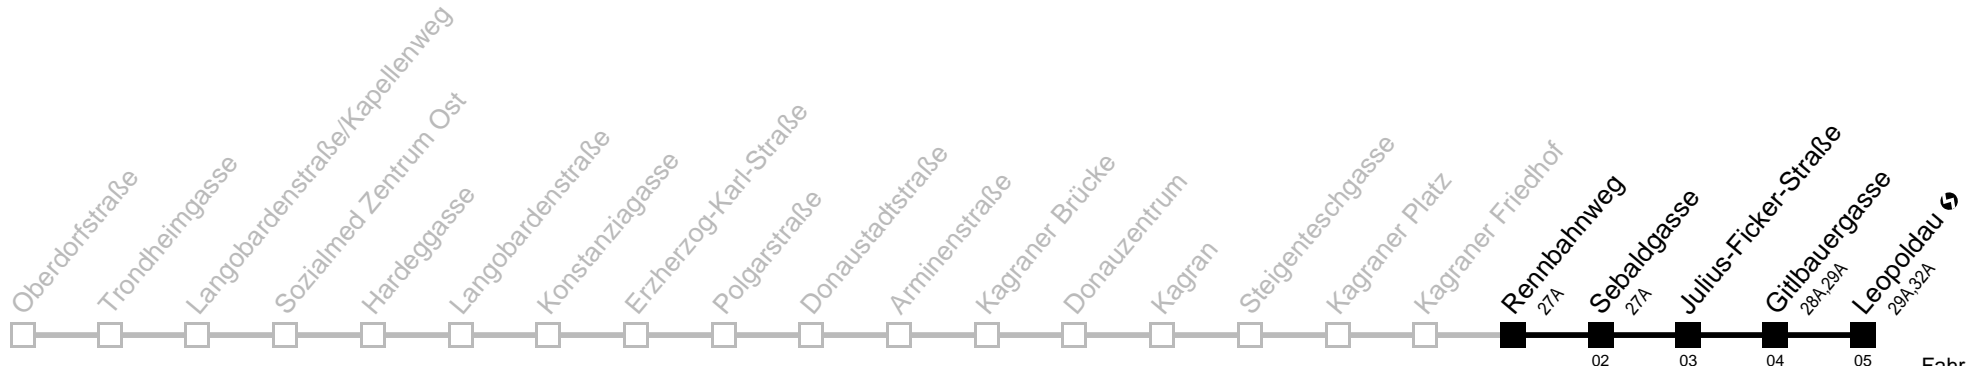 Oberdorfstraße
Trondheimgasse
Langobardenstraße/Kapellenweg
Sozialmed Zentrum Ost
Hardeggasse
Langobardenstraße
Konstanziagasse
Erzherzog-Karl-Straße
Polgarstraße
Donaustadtstraße
Arminenstraße
Kagraner Brücke
Donauzentrum
Kagran
Steigenteschgasse
Kagraner Platz
Kagraner Friedhof
Rennbahnweg
27A
Sebaldgasse
27A
Julius-Ficker-Straße
Gitlbauergasse
28A,29A
Leopoldau
29A,32A
02
03
04
05
Fahr